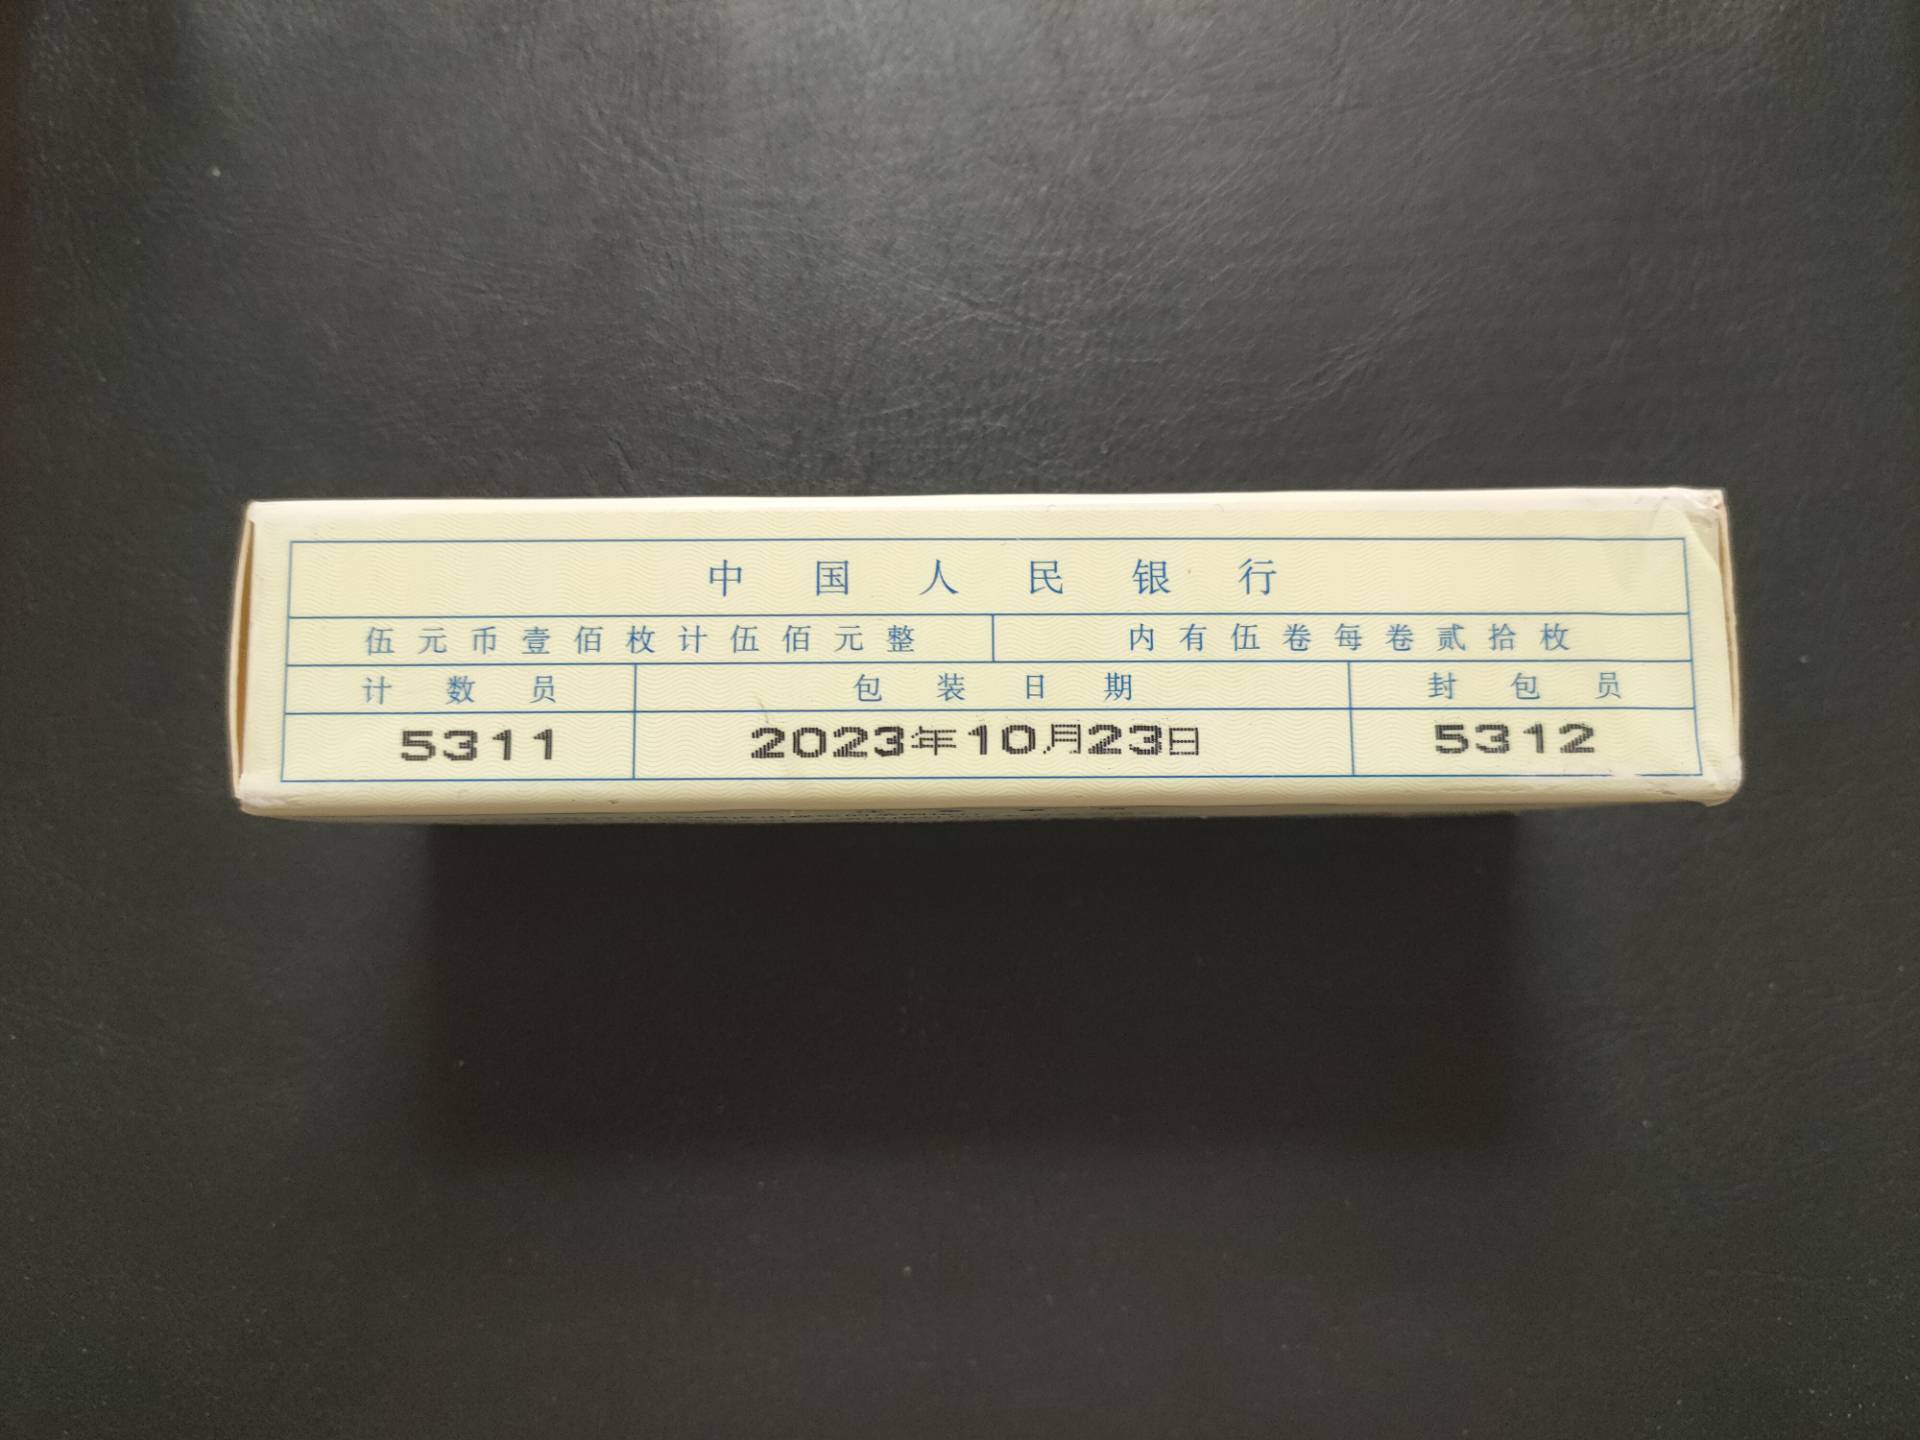 中国人民银行
伍元币壹佰枚计伍佰元整 内有伍卷每卷贰拾枚
计数员 包装日期 封包员
5311 2023年10月23日 5312